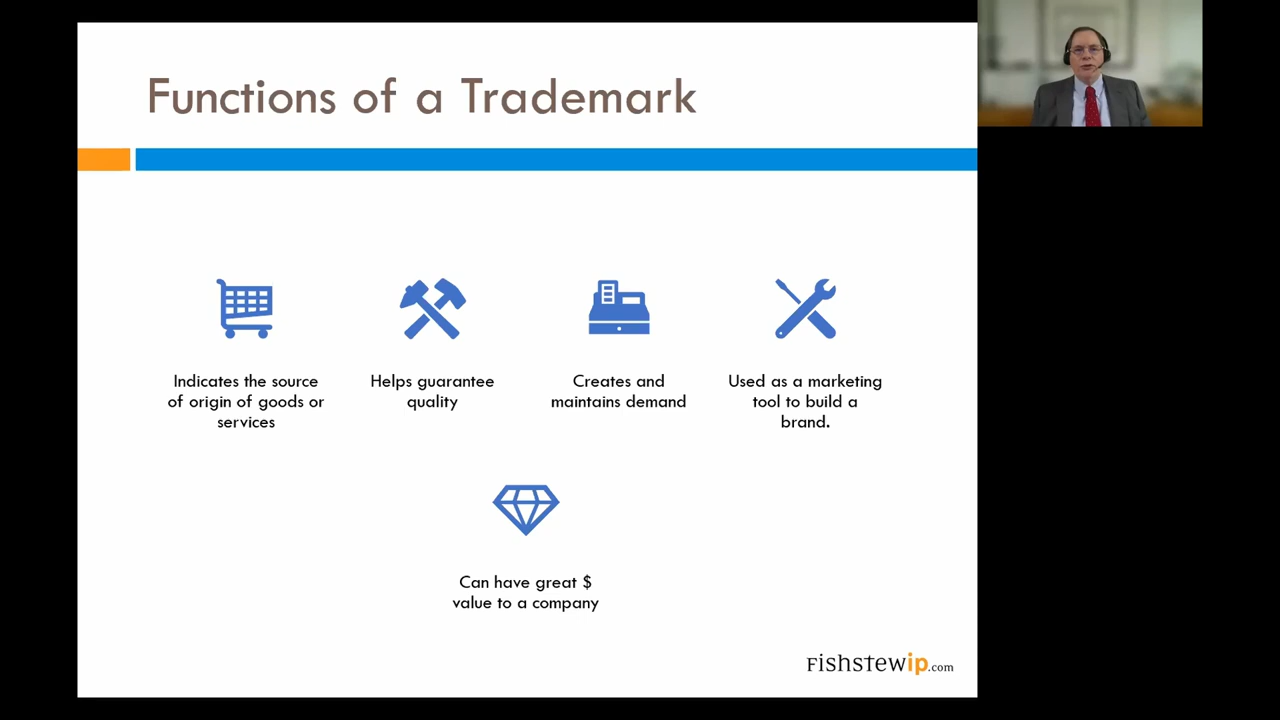 Functions of a Trademark
Indicates the source
of origin of goods or
services
Helps guarantee
quality
Creates and
maintains demand
Used as a marketing
tool to build a
brand.
Can have great $
value to a company
Fishstewip.com